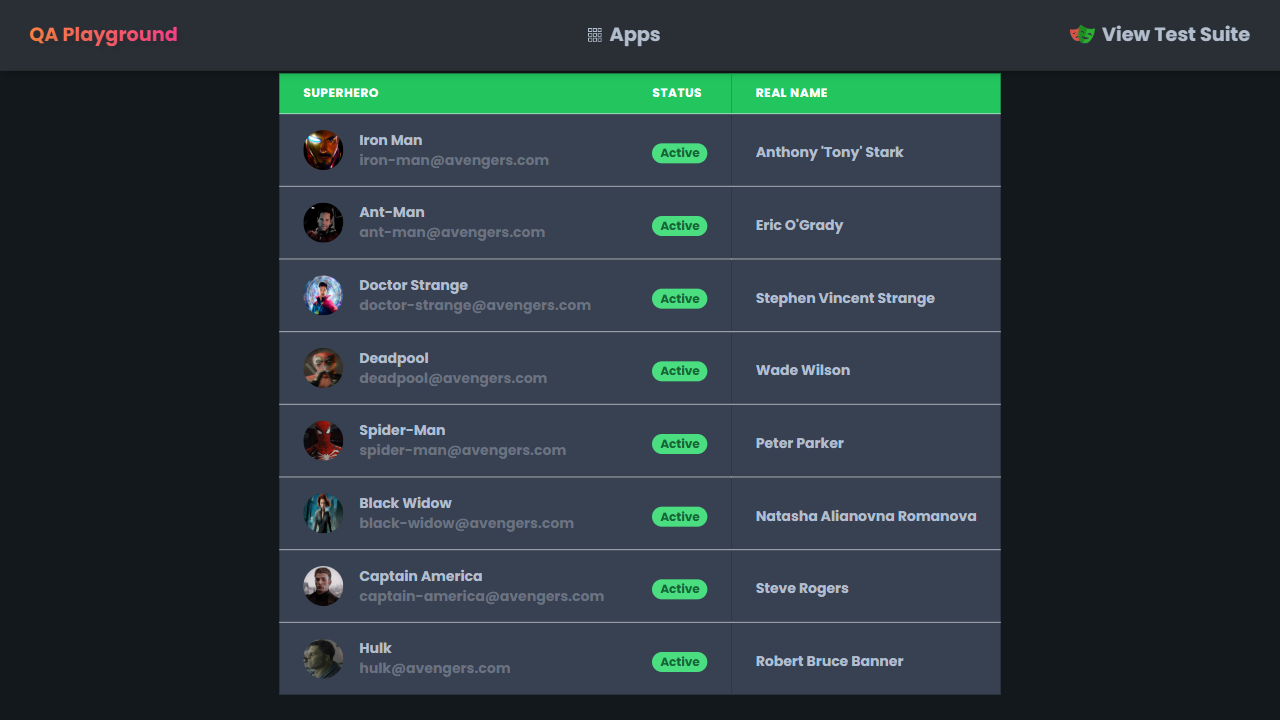 QA Playground
Apps
View Test Suite
SUPERHERO STATUS REAL NAME
Iron Man
iron-man@avengers.com
Active
Anthony 'Tony' Stark
Ant-Man
ant-man@avengers.com
Active
Eric O'Grady
Doctor Strange
doctor-strange@avengers.com
Active
Stephen Vincent Strange
Deadpool
deadpool@avengers.com
Active
Wade Wilson
Spider-Man
spider-man@avengers.com
Active
Peter Parker
Black Widow
black-widow@avengers.com
Active
Natasha Alianovna Romanova
Captain America
captain-america@avengers.com
Active
Steve Rogers
Hulk
hulk@avengers.com
Active
Robert Bruce Banner